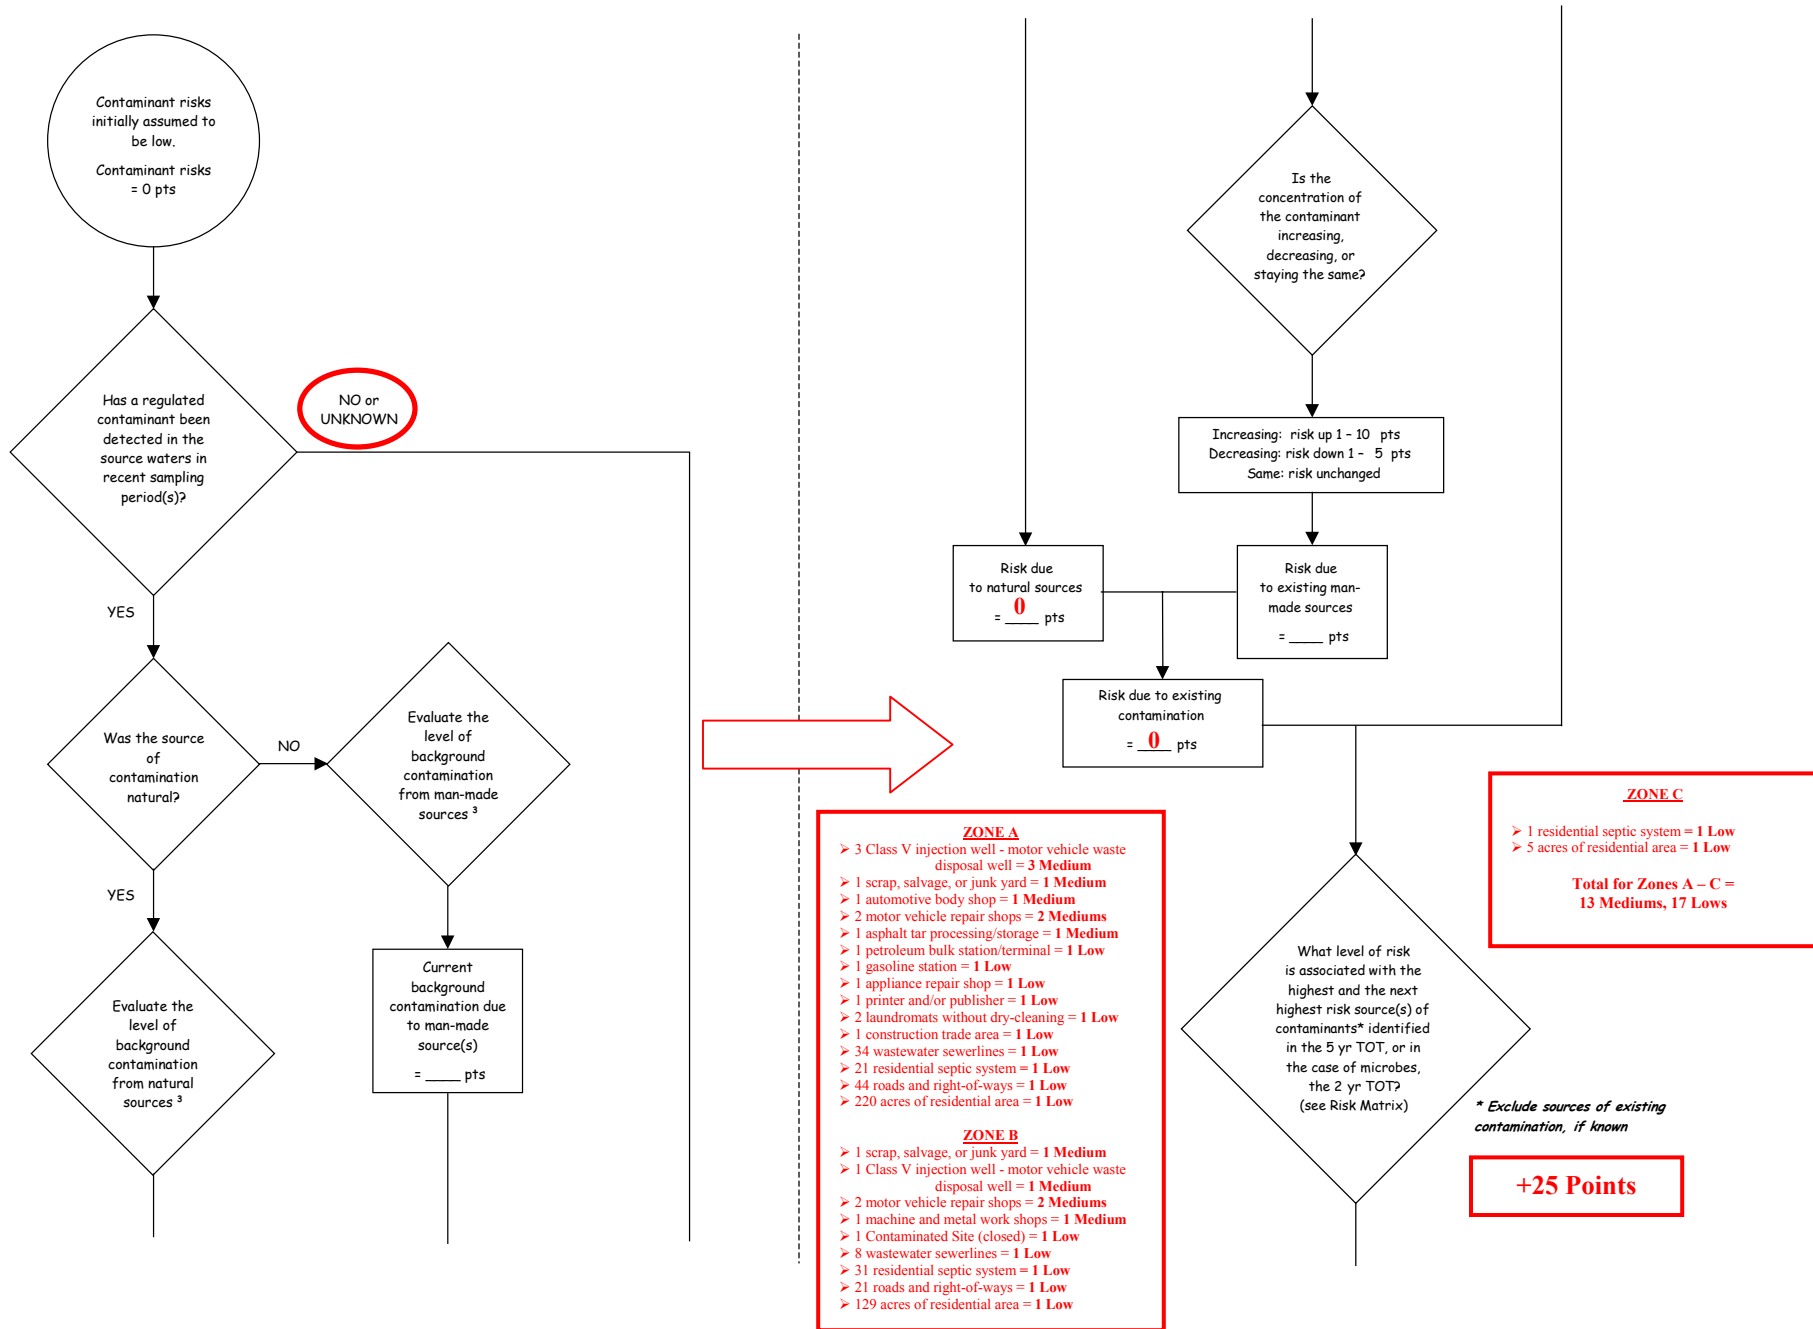 Contaminant risks
initially assumed to
be low.
Contaminant risks
= 0 pts
Has a regulated
contaminant been
detected in the
source waters in
recent sampling
period(s)?
NO or
UNKNOWN
YES
Was the source
of
contamination
natural?
NO
Evaluate the
level of
background
contamination
from man-made
sources ³
YES
Evaluate the
level of
background
contamination
from natural
sources ³
Current
background
contamination due
to man-made
source(s)
= ____ pts
Is the
concentration of
the contaminant
increasing,
decreasing, or
staying the same?
Increasing: risk up 1 – 10 pts
Decreasing: risk down 1 – 5 pts
Same: risk unchanged
Risk due
to natural sources
= 0 pts
Risk due
to existing man-
made sources
= ____ pts
Risk due to existing
contamination
= 0 pts
ZONE A
➢ 3 Class V injection well - motor vehicle waste
disposal well = 3 Medium
➢ 1 scrap, salvage, or junk yard = 1 Medium
➢ 1 automotive body shop = 1 Medium
➢ 2 motor vehicle repair shops = 2 Mediums
➢ 1 asphalt tar processing/storage = 1 Medium
➢ 1 petroleum bulk station/terminal = 1 Low
➢ 1 gasoline station = 1 Low
➢ 1 appliance repair shop = 1 Low
➢ 1 printer and/or publisher = 1 Low
➢ 2 laundromats without dry-cleaning = 1 Low
➢ 1 construction trade area = 1 Low
➢ 34 wastewater sewerlines = 1 Low
➢ 21 residential septic system = 1 Low
➢ 44 roads and right-of-ways = 1 Low
➢ 220 acres of residential area = 1 Low
ZONE B
➢ 1 scrap, salvage, or junk yard = 1 Medium
➢ 1 Class V injection well - motor vehicle waste
disposal well = 1 Medium
➢ 2 motor vehicle repair shops = 2 Mediums
➢ 1 machine and metal work shops = 1 Medium
➢ 1 Contaminated Site (closed) = 1 Low
➢ 8 wastewater sewerlines = 1 Low
➢ 31 residential septic system = 1 Low
➢ 21 roads and right-of-ways = 1 Low
➢ 129 acres of residential area = 1 Low
ZONE C
➢ 1 residential septic system = 1 Low
➢ 5 acres of residential area = 1 Low
Total for Zones A – C =
13 Mediums, 17 Lows
What level of risk
is associated with the
highest and the next
highest risk source(s) of
contaminants* identified
in the 5 yr TOT, or in
the case of microbes,
the 2 yr TOT?
(see Risk Matrix)
* Exclude sources of existing
contamination, if known
+25 Points